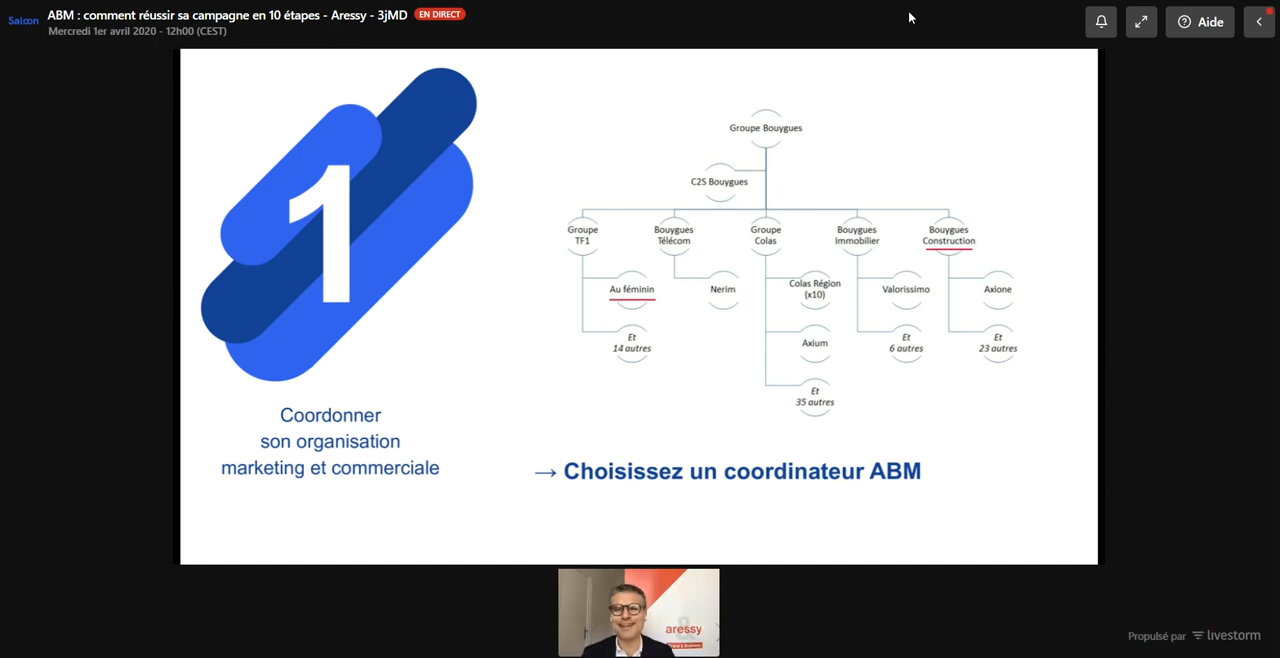 Saloon
ABM : comment réussir sa campagne en 10 étapes - Aressy - 3jMD
EN DIRECT
Mercredi 1er avril 2020 - 12h00 (CEST)
Aide
1
Coordonner
son organisation
marketing et commerciale
Groupe Bouygues
C2S Bouygues
Groupe
TF1
Bouygues
Télécom
Groupe
Colas
Bouygues
Immobilier
Bouygues
Construction
Au féminin
Nerim
Colas Région
(x10)
Valorissimo
Axione
Et
14 autres
Axium
Et
6 autres
Et
23 autres
Et
35 autres
→ Choisissez un coordinateur ABM
aressy
Propulsé par livestorm